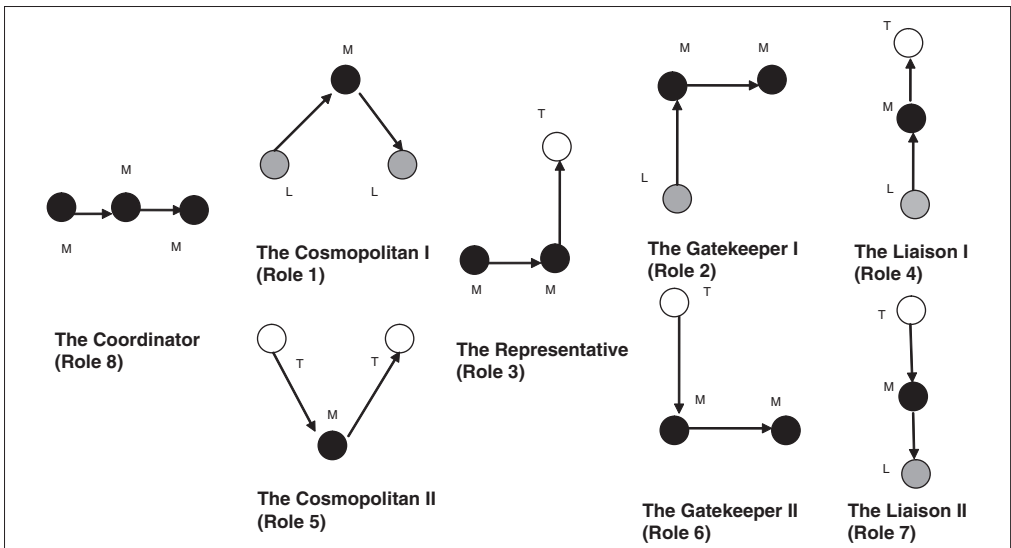 M
M
M
The Coordinator
(Role 8)
M
L
L
The Cosmopolitan I
(Role 1)
T
T
M
The Cosmopolitan II
(Role 5)
T
M
M
The Representative
(Role 3)
M
M
L
The Gatekeeper I
(Role 2)
T
M
M
The Gatekeeper II
(Role 6)
T
M
L
The Liaison I
(Role 4)
T
M
L
The Liaison II
(Role 7)